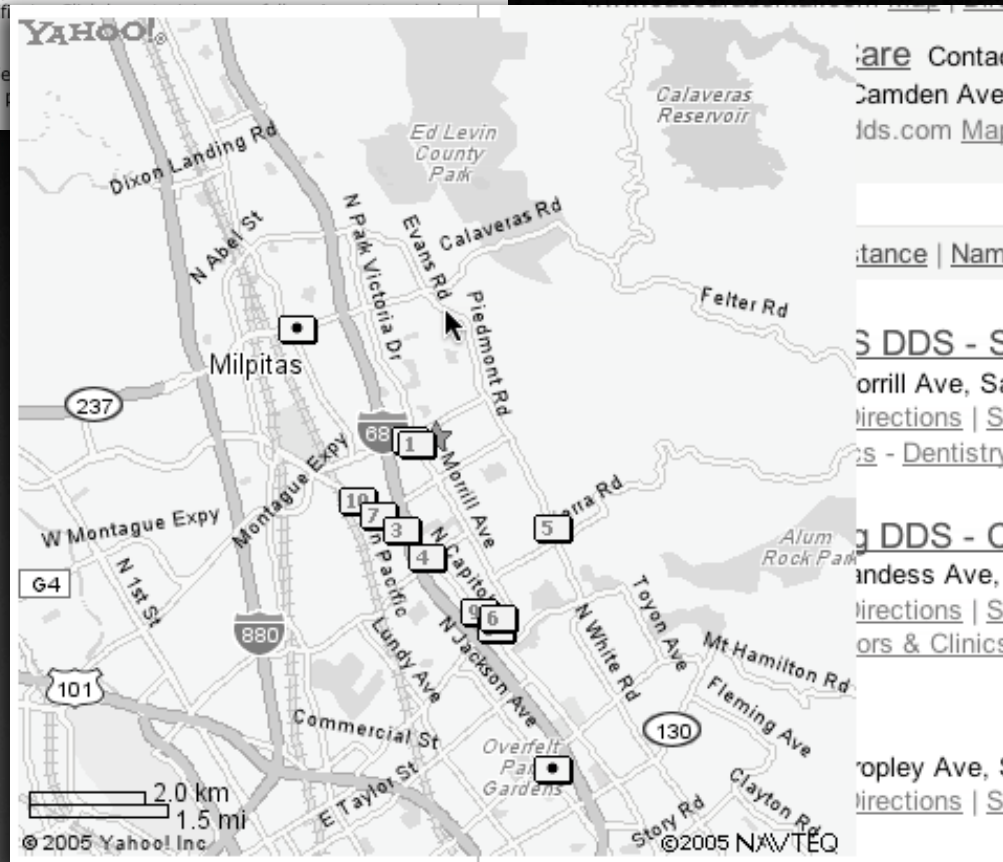 YAHOO!
Calaveras
Reservoir
Ed Levin
County
Park
Dixon Landing Rd
N Abel St
N Park Victoria Dr
Evans Rd
Calaveras Rd
Felter Rd
Piedmont Rd
Milpitas
237
680
1
Montague Expy
Morrill Ave
10
7
3
4
5
W Montague Expy
N Capitol
Alum
Rock Park
G4
N 1st St
9
6
880
Lundy Ave
N Jackson Ave
N White Rd
Toyon Ave
Mt Hamilton Rd
Fleming Ave
101
130
Commercial St
Overfelt
Gardens
E Taylor St
Clayton Rd
Story Rd
2.0 km
1.5 mi
©2005 Yahoo! Inc
©2005 NAVTEQ
Care Contac
Camden Ave
dds.com Map
stance | Nam
S DDS - S
orrill Ave, Sa
Directions | S
cs - Dentistry
g DDS - C
andess Ave,
Directions | S
ors & Clinics
ropley Ave, S
Directions | S